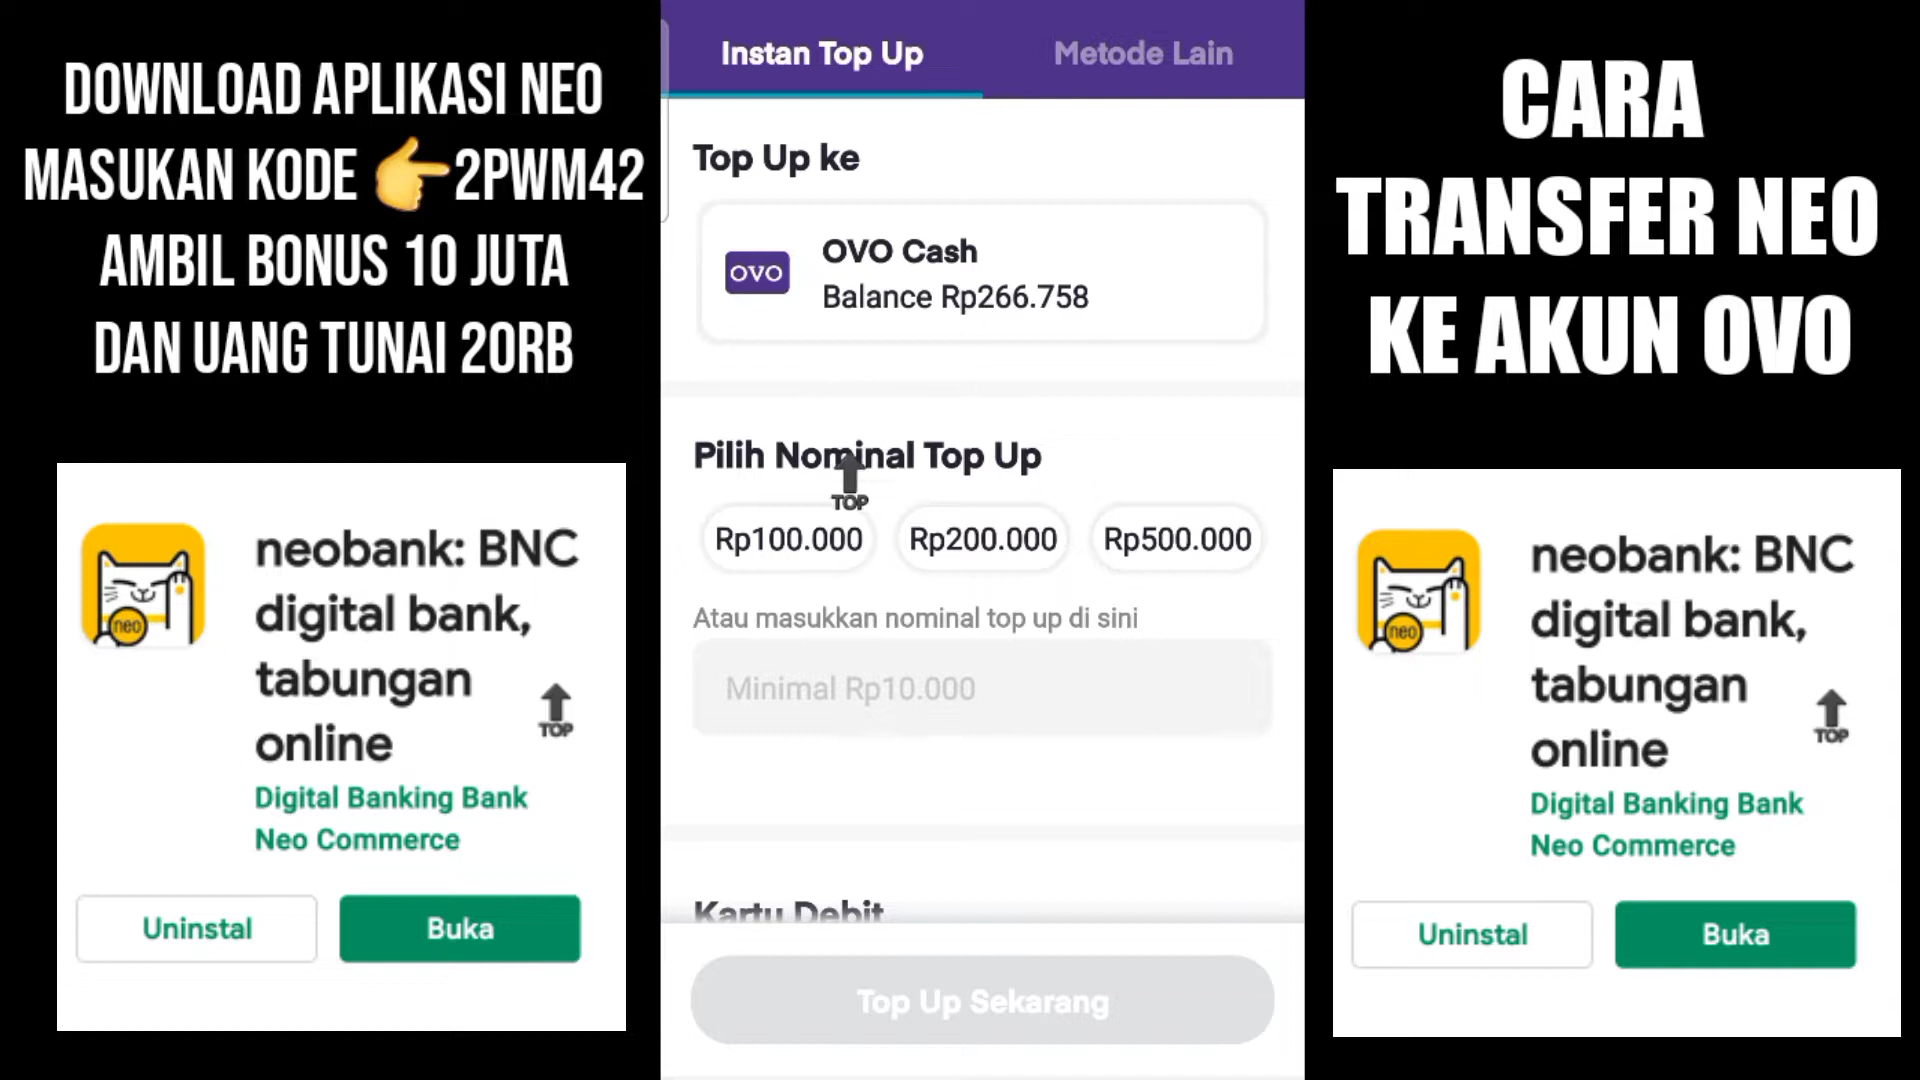 DOWNLOAD APLIKASI NEO
MASUKAN KODE 👉2PWM42
AMBIL BONUS 10 JUTA
DAN UANG TUNAI 20RB
neobank: BNC
digital bank,
tabungan
online
TOP
Digital Banking Bank
Neo Commerce
Uninstal
Buka
neo
Instan Top Up
Metode Lain
Top Up ke
OVO
OVO Cash
Balance Rp266.758
Pilih Nominal Top Up
TOP
Rp100.000
Rp200.000
Rp500.000
Atau masukkan nominal top up di sini
Minimal Rp10.000
Kartu Debit
Top Up Sekarang
CARA
TRANSFER NEO
KE AKUN OVO
neobank: BNC
digital bank,
tabungan
online
TOP
Digital Banking Bank
Neo Commerce
Uninstal
Buka
neo